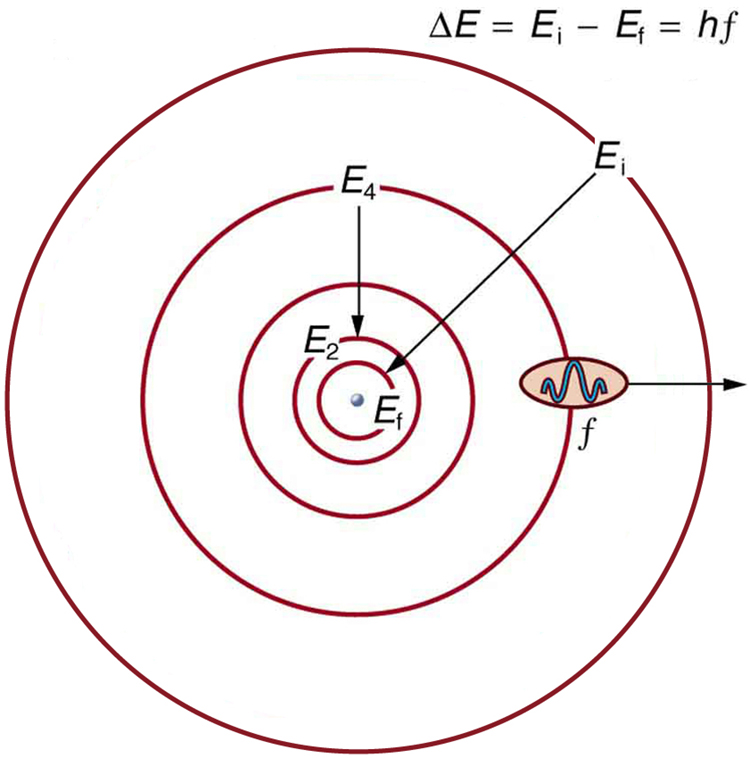 ΔE = Eᵢ − E_f = hf
Eᵢ
E₄
E₂
E_f
f